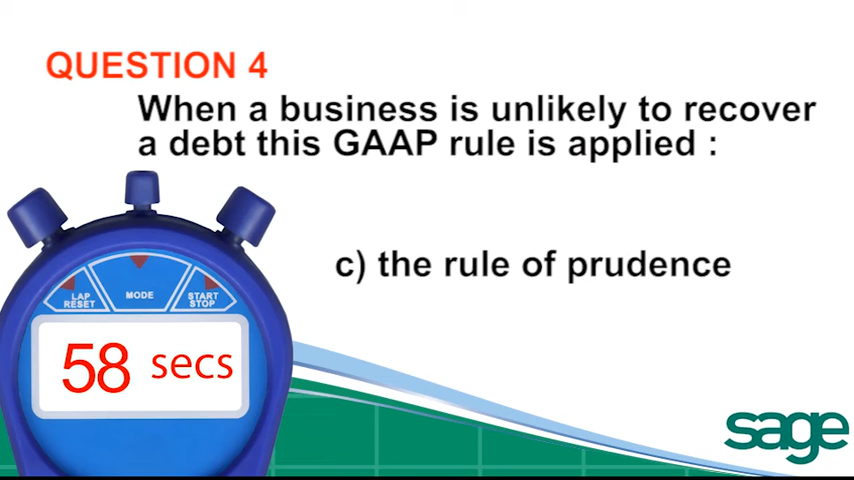 QUESTION 4
When a business is unlikely to recover
a debt this GAAP rule is applied :
c) the rule of prudence
LAP
RESET
MODE
START
STOP
58 secs
sage